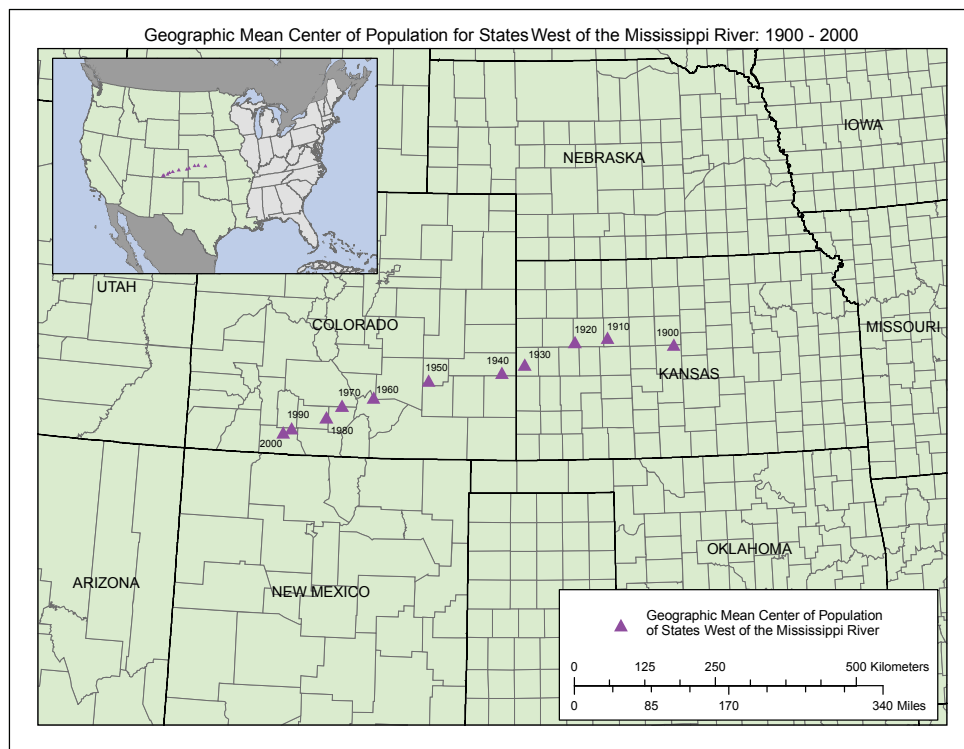 Geographic Mean Center of Population for States West of the Mississippi River: 1900 - 2000
IOWA
NEBRASKA
UTAH
COLORADO
MISSOURI
1920
1910
1900
1930
1940
KANSAS
1950
1960
1970
1990
1980
2000
OKLAHOMA
ARIZONA
NEW MEXICO
Geographic Mean Center of Population
of States West of the Mississippi River
0 125 250 500 Kilometers
0 85 170 340 Miles